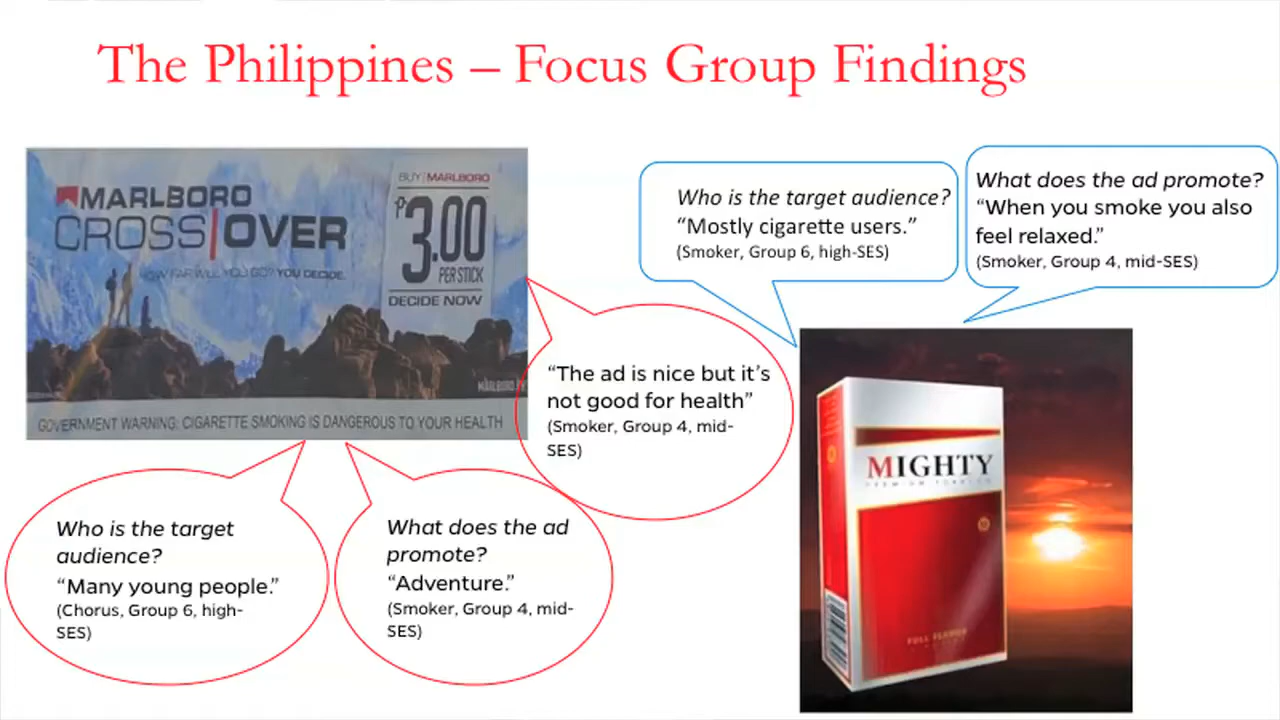 The Philippines – Focus Group Findings
MARLBORO
CROSS|OVER
HOW FAR WILL YOU GO? YOU DECIDE.
BUY MARLBORO
₱3.00
PER STICK
DECIDE NOW
GOVERNMENT WARNING: CIGARETTE SMOKING IS DANGEROUS TO YOUR HEALTH
Who is the target audience?
“Mostly cigarette users.”
(Smoker, Group 6, high-SES)
What does the ad promote?
“When you smoke you also
feel relaxed.”
(Smoker, Group 4, mid-SES)
“The ad is nice but it’s
not good for health”
(Smoker, Group 4, mid-
SES)
Who is the target
audience?
“Many young people.”
(Chorus, Group 6, high-
SES)
What does the ad
promote?
“Adventure.”
(Smoker, Group 4, mid-
SES)
MIGHTY
FULL FLAVOR